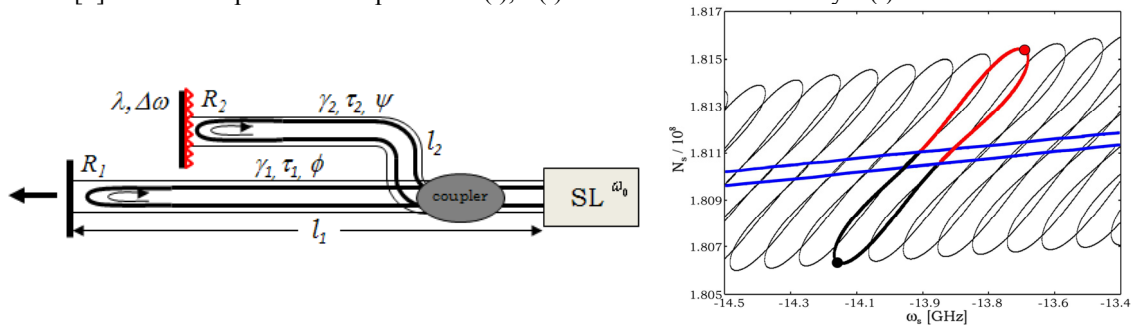 λ, Δω
R₂
γ₂, τ₂, ψ
l₂
R₁
γ₁, τ₁, ϕ
coupler
SL ω₀
l₁
1.817
1.815
1.813
1.811
1.809
1.807
1.805
Nₛ / 10⁸
-14.5 -14.3 -14.1 -13.9 -13.8 -13.6 -13.4
ωₛ [GHz]